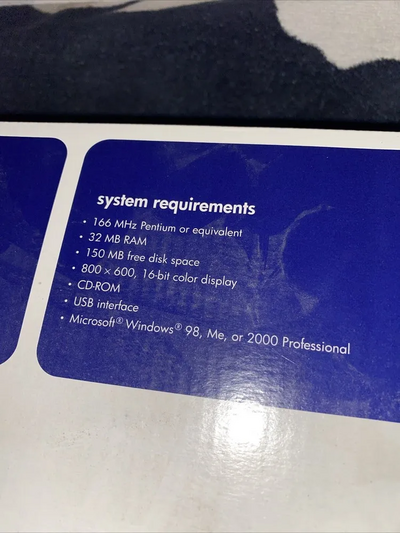 system requirements
• 166 MHz Pentium or equivalent
• 32 MB RAM
• 150 MB free disk space
• 800 × 600, 16-bit color display
• CD-ROM
• USB interface
• Microsoft® Windows® 98, Me, or 2000 Professional